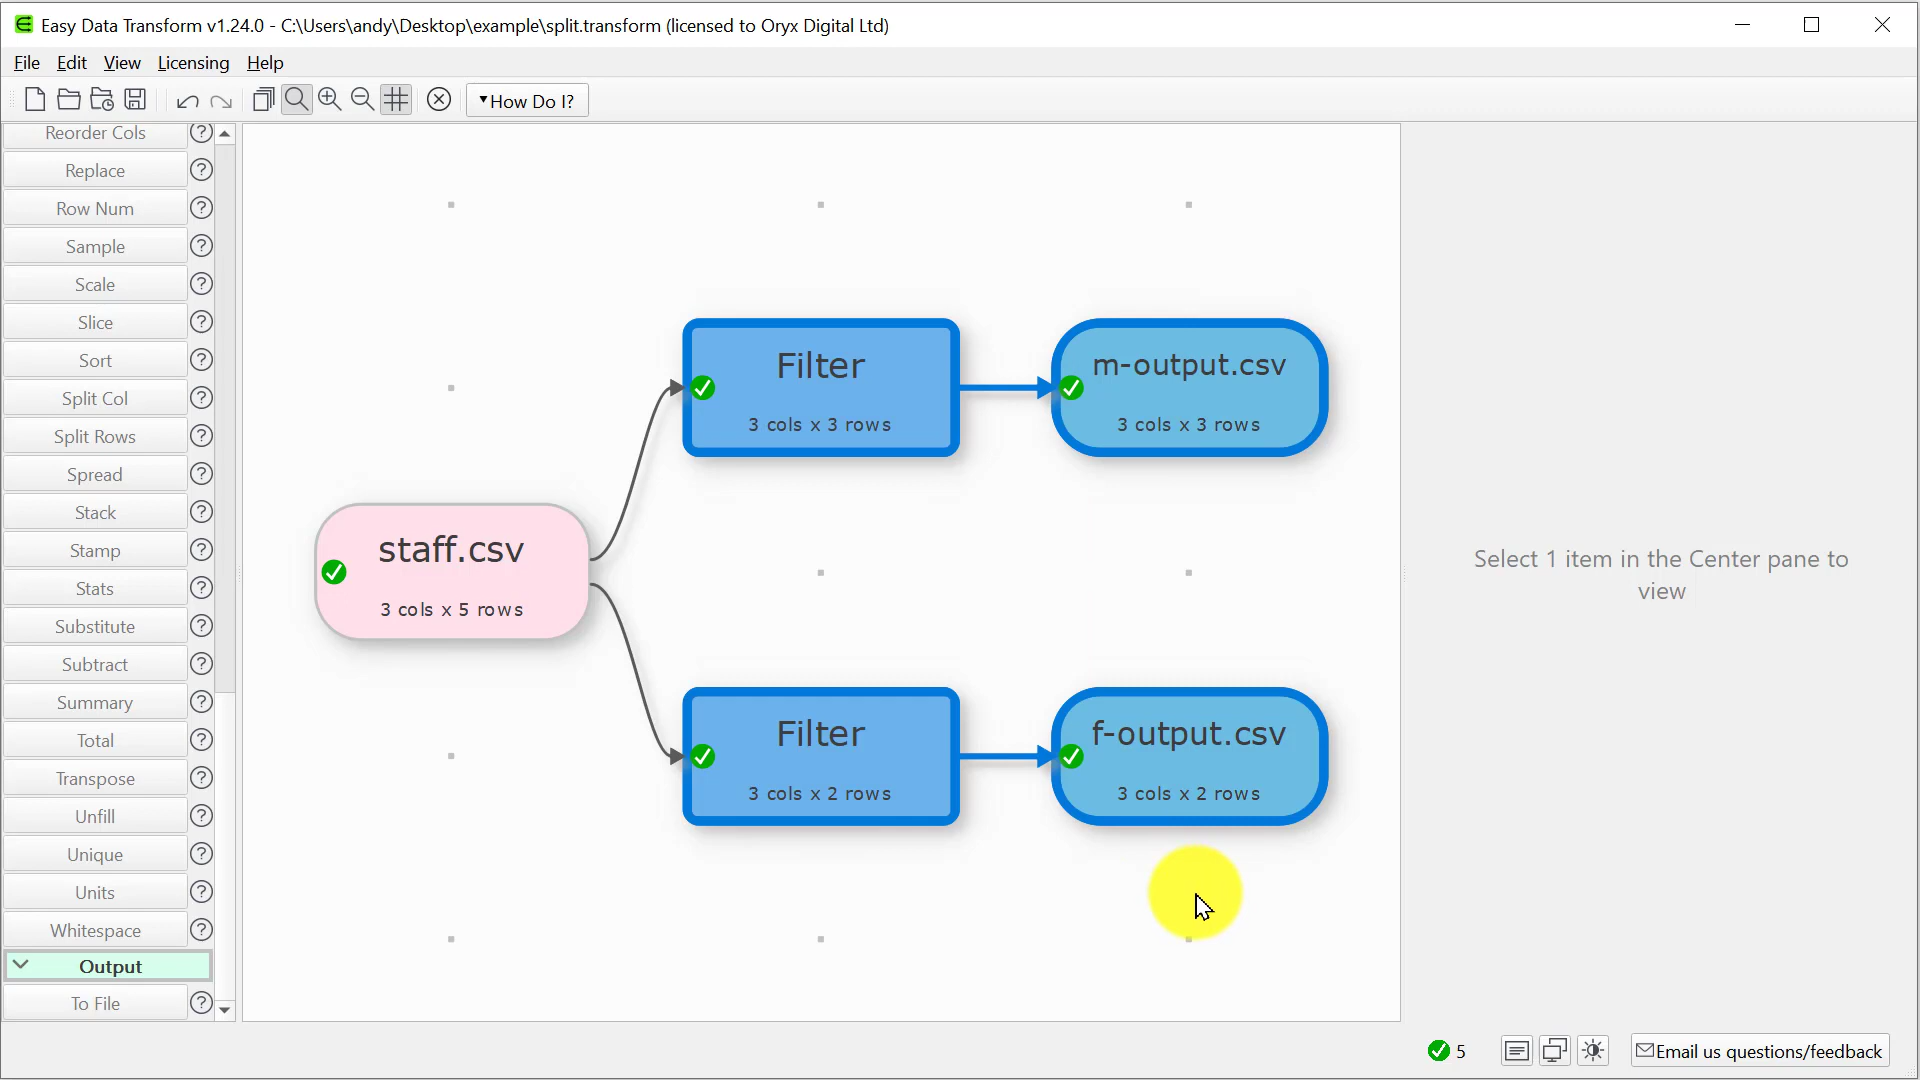 Easy Data Transform v1.24.0 - C:\Users\andy\Desktop\example\split.transform (licensed to Oryx Digital Ltd)
File Edit View Licensing Help
How Do I?
Reorder Cols
Replace
Row Num
Sample
Scale
Slice
Sort
Split Col
Split Rows
Spread
Stack
Stamp
Stats
Substitute
Subtract
Summary
Total
Transpose
Unfill
Unique
Units
Whitespace
Output
To File
staff.csv
3 cols x 5 rows
Filter
3 cols x 3 rows
m-output.csv
3 cols x 3 rows
Filter
3 cols x 2 rows
f-output.csv
3 cols x 2 rows
Select 1 item in the Center pane to
view
5
Email us questions/feedback